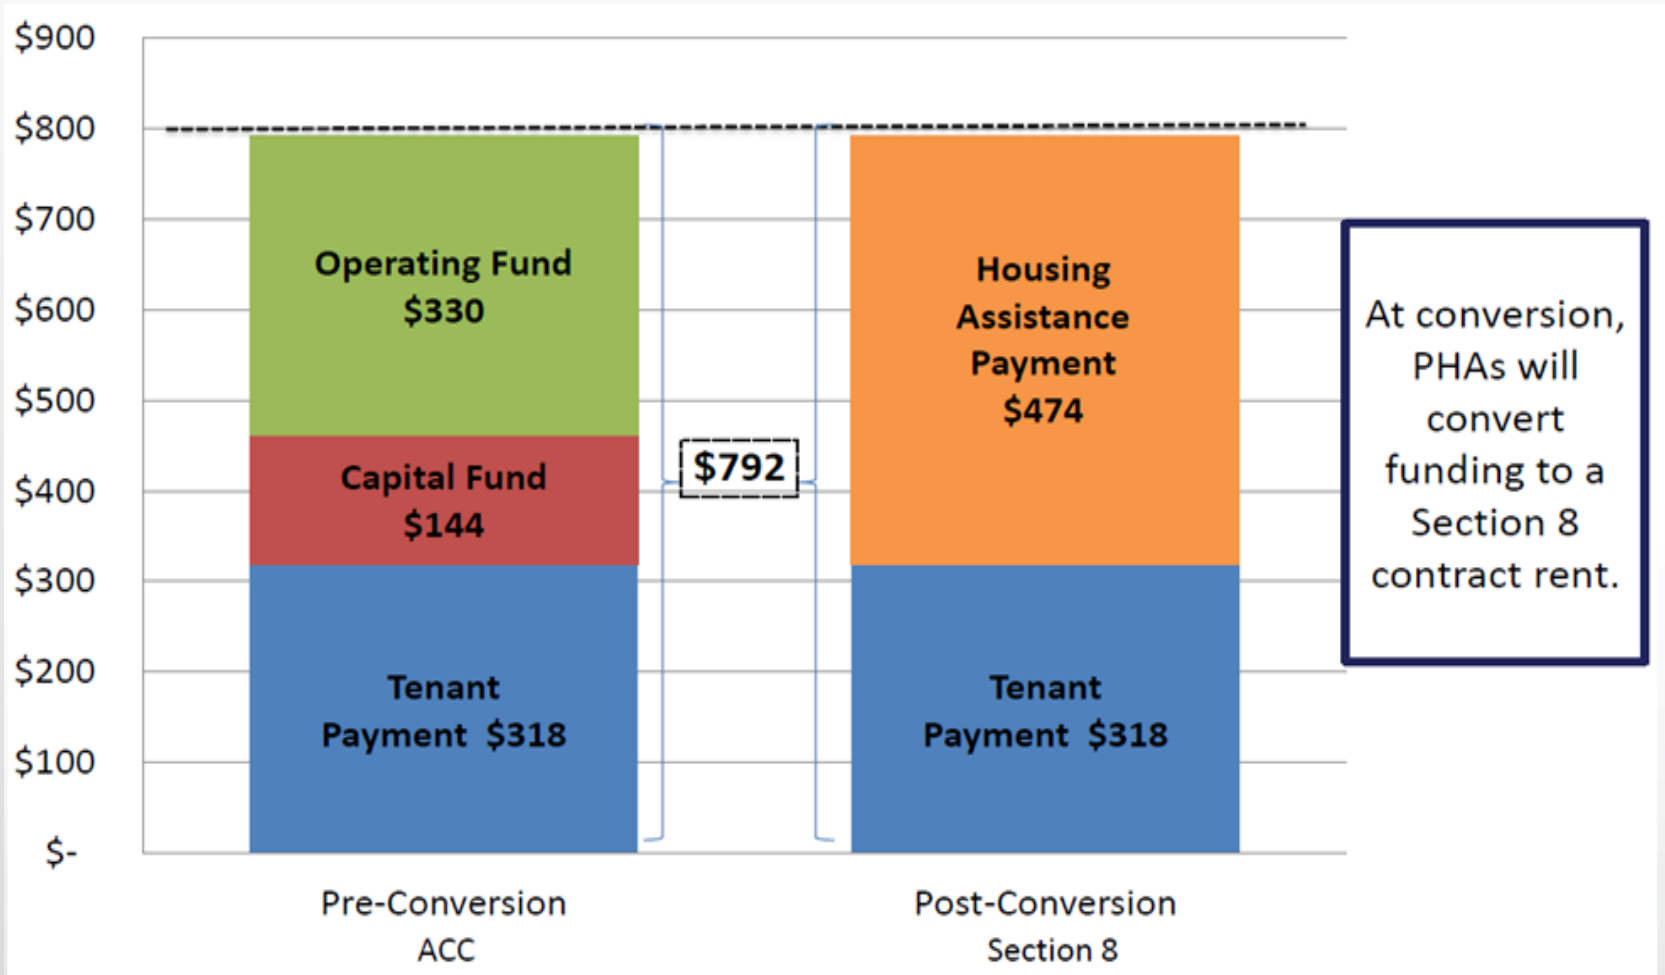 $900
$800
$700
$600
$500
$400
$300
$200
$100
$-
Operating Fund
$330
Capital Fund
$144
Tenant
Payment $318
$792
Housing
Assistance
Payment
$474
Tenant
Payment $318
At conversion,
PHAs will
convert
funding to a
Section 8
contract rent.
Pre-Conversion
ACC
Post-Conversion
Section 8